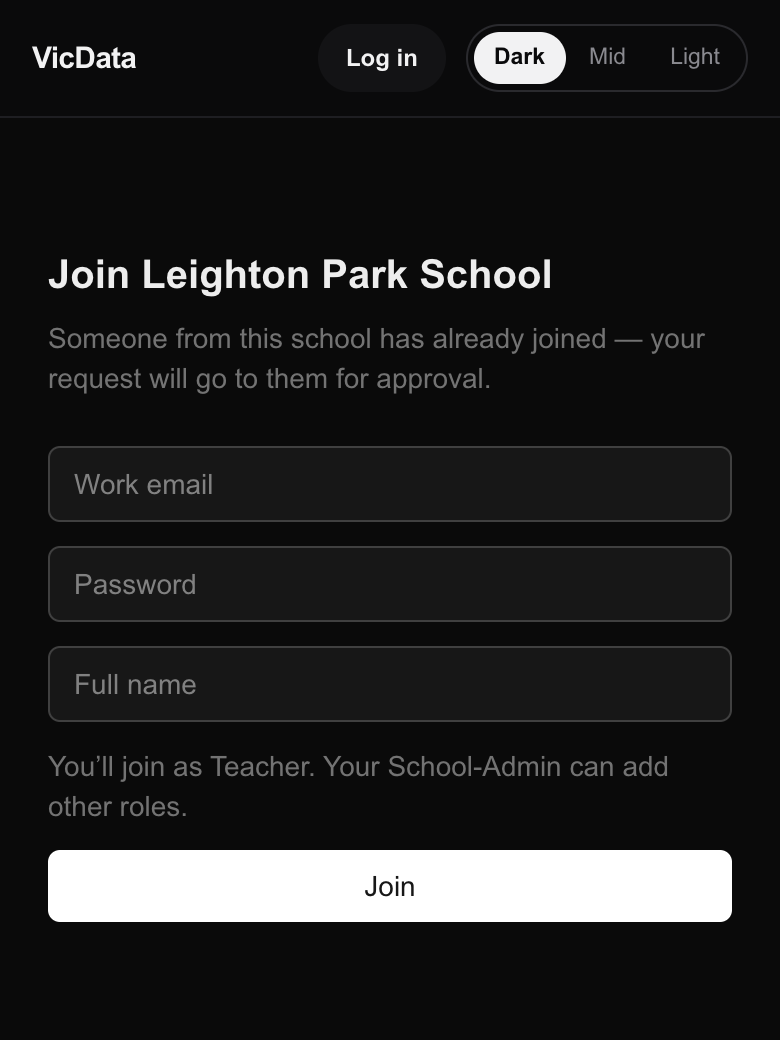 VicData
Log in
Dark
Mid
Light
Join Leighton Park School
Someone from this school has already joined — your
request will go to them for approval.
Work email
Password
Full name
You’ll join as Teacher. Your School-Admin can add
other roles.
Join